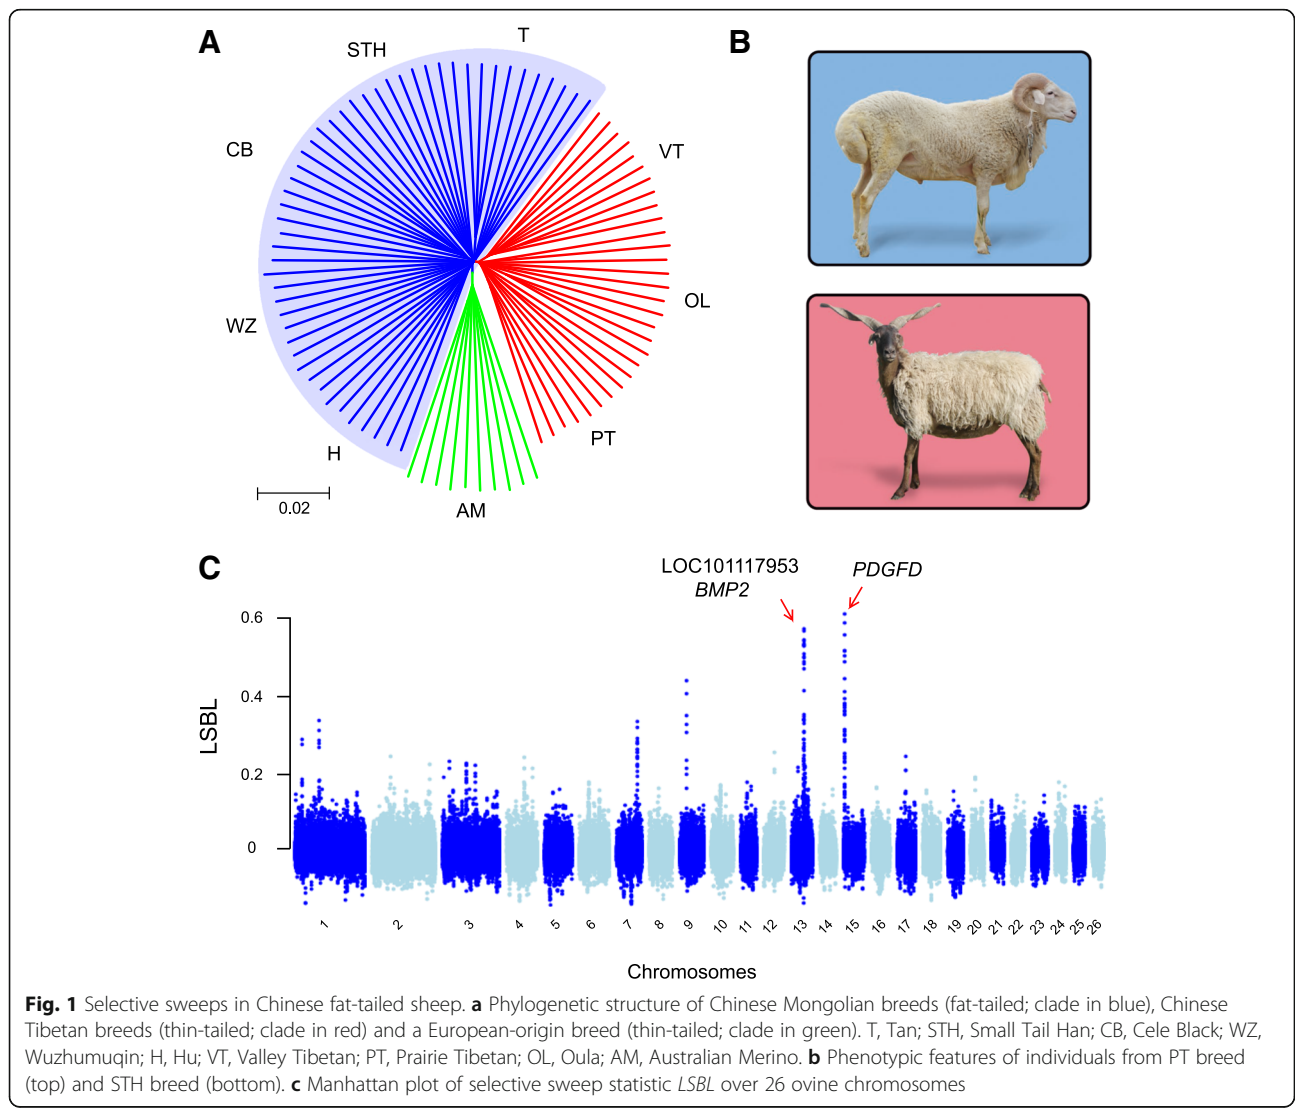 A
STH
T
B
CB
VT
WZ
OL
H
PT
0.02
AM
C
LOC101117953
BMP2
PDGFD
0.6
0.4
0.2
0
LSBL
1 2 3 4 5 6 7 8 9 10 11 12 13 14 15 16 17 18 19 20 21 22 23 24 25 26
Chromosomes
Fig. 1 Selective sweeps in Chinese fat-tailed sheep. a Phylogenetic structure of Chinese Mongolian breeds (fat-tailed; clade in blue), Chinese
Tibetan breeds (thin-tailed; clade in red) and a European-origin breed (thin-tailed; clade in green). T, Tan; STH, Small Tail Han; CB, Cele Black; WZ,
Wuzhumuqin; H, Hu; VT, Valley Tibetan; PT, Prairie Tibetan; OL, Oula; AM, Australian Merino. b Phenotypic features of individuals from PT breed
(top) and STH breed (bottom). c Manhattan plot of selective sweep statistic LSBL over 26 ovine chromosomes